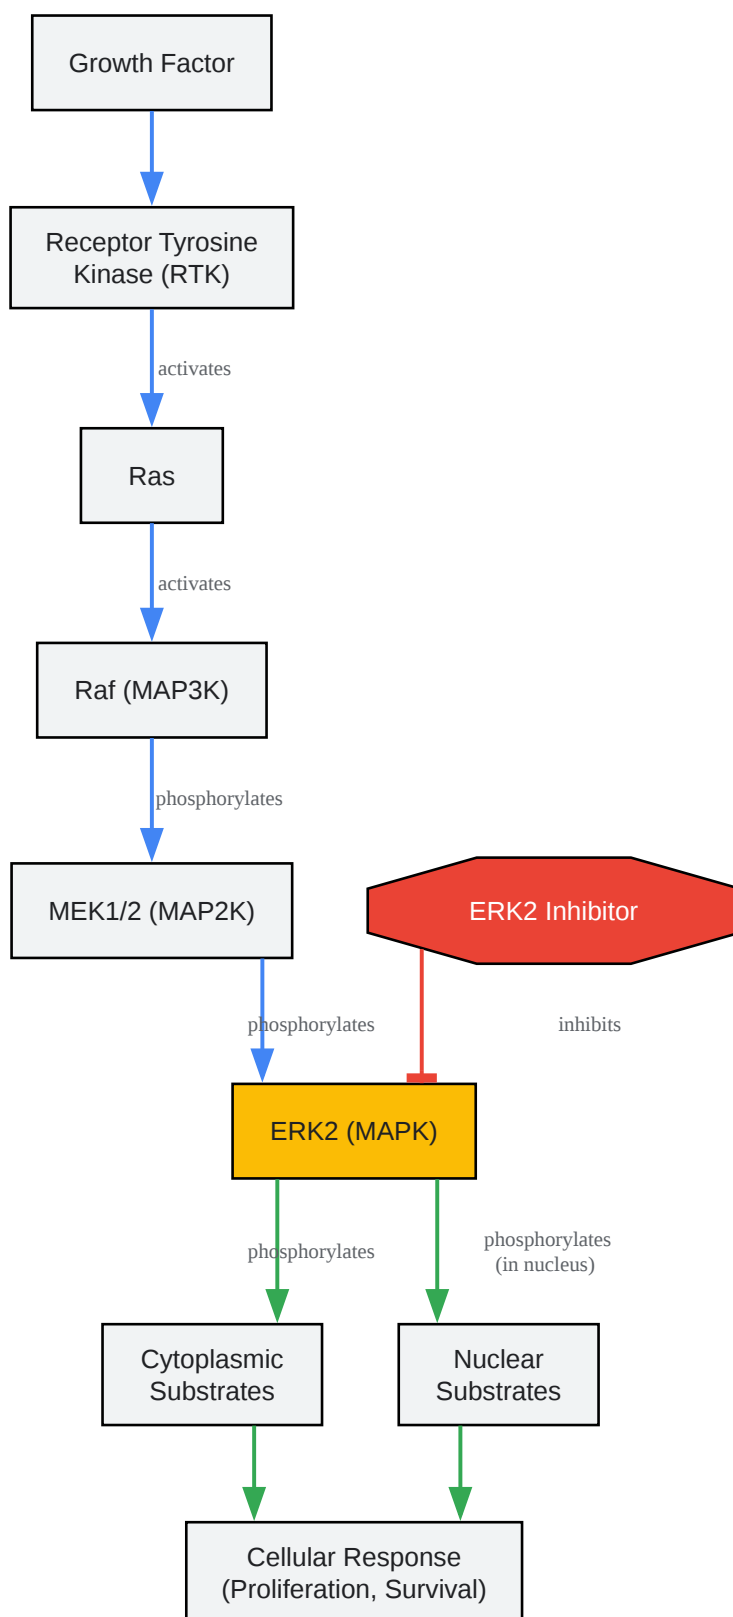 Growth Factor
Receptor Tyrosine
Kinase (RTK)
activates
Ras
activates
Raf (MAP3K)
phosphorylates
MEK1/2 (MAP2K)
ERK2 Inhibitor
phosphorylates
inhibits
ERK2 (MAPK)
phosphorylates
phosphorylates
(in nucleus)
Cytoplasmic
Substrates
Nuclear
Substrates
Cellular Response
(Proliferation, Survival)